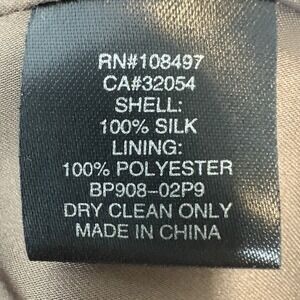 RN#108497
CA#32054
SHELL:
100% SILK
LINING:
100% POLYESTER
BP908-02P9
DRY CLEAN ONLY
MADE IN CHINA